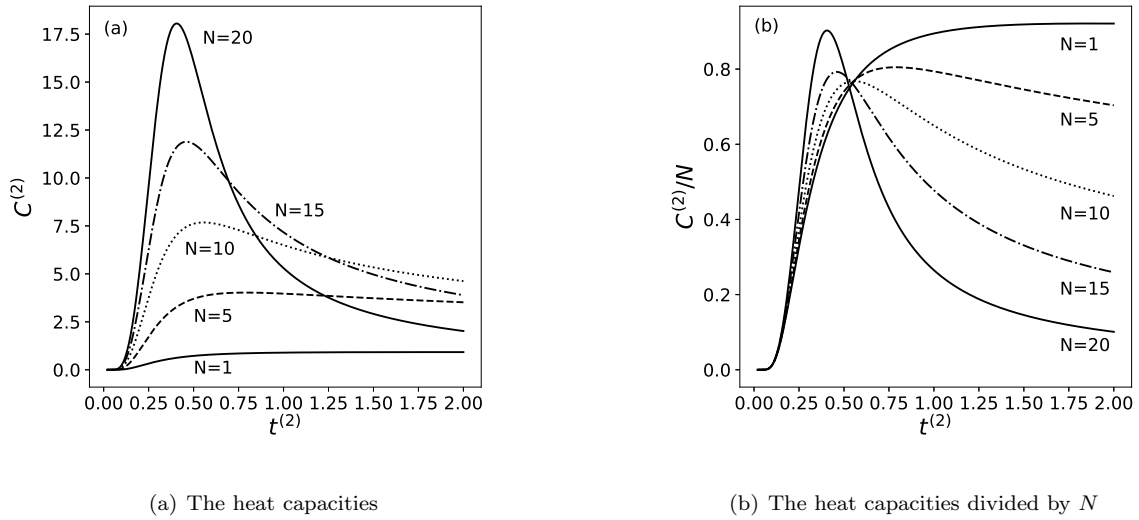 (a)
N=20
N=15
N=10
N=5
N=1
17.5
15.0
12.5
10.0
7.5
5.0
2.5
0.0
C^{(2)}
0.00 0.25 0.50 0.75 1.00 1.25 1.50 1.75 2.00
t^{(2)}
(a) The heat capacities
(b)
N=1
N=5
N=10
N=15
N=20
0.8
0.6
0.4
0.2
0.0
C^{(2)}/N
0.00 0.25 0.50 0.75 1.00 1.25 1.50 1.75 2.00
t^{(2)}
(b) The heat capacities divided by N